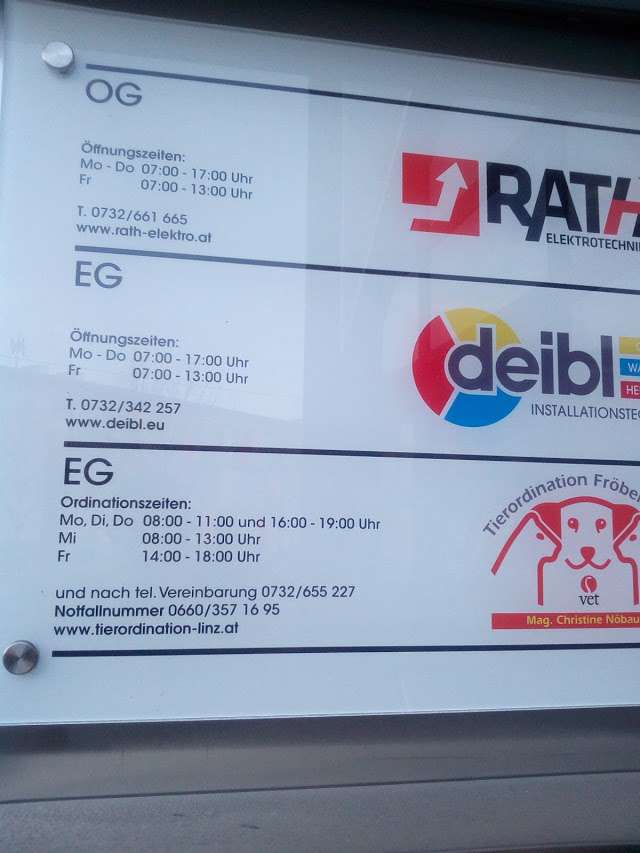 OG
Öffnungszeiten:
Mo - Do 07:00 - 17:00 Uhr
Fr 07:00 - 13:00 Uhr
T. 0732/661 665
www.rath-elektro.at
RATH
EG
Öffnungszeiten:
Mo - Do 07:00 - 17:00 Uhr
Fr 07:00 - 13:00 Uhr
T. 0732/342 257
www.deibl.eu
deibl
EG
Ordinationszeiten:
Mo, Di, Do 08:00 - 11:00 und 16:00 - 19:00 Uhr
Mi 08:00 - 13:00 Uhr
Fr 14:00 - 18:00 Uhr
und nach tel. Vereinbarung 0732/655 227
Notfallnummer 0660/357 16 95
www.tierordination-linz.at
Tierordination
vet
Mag. Christine